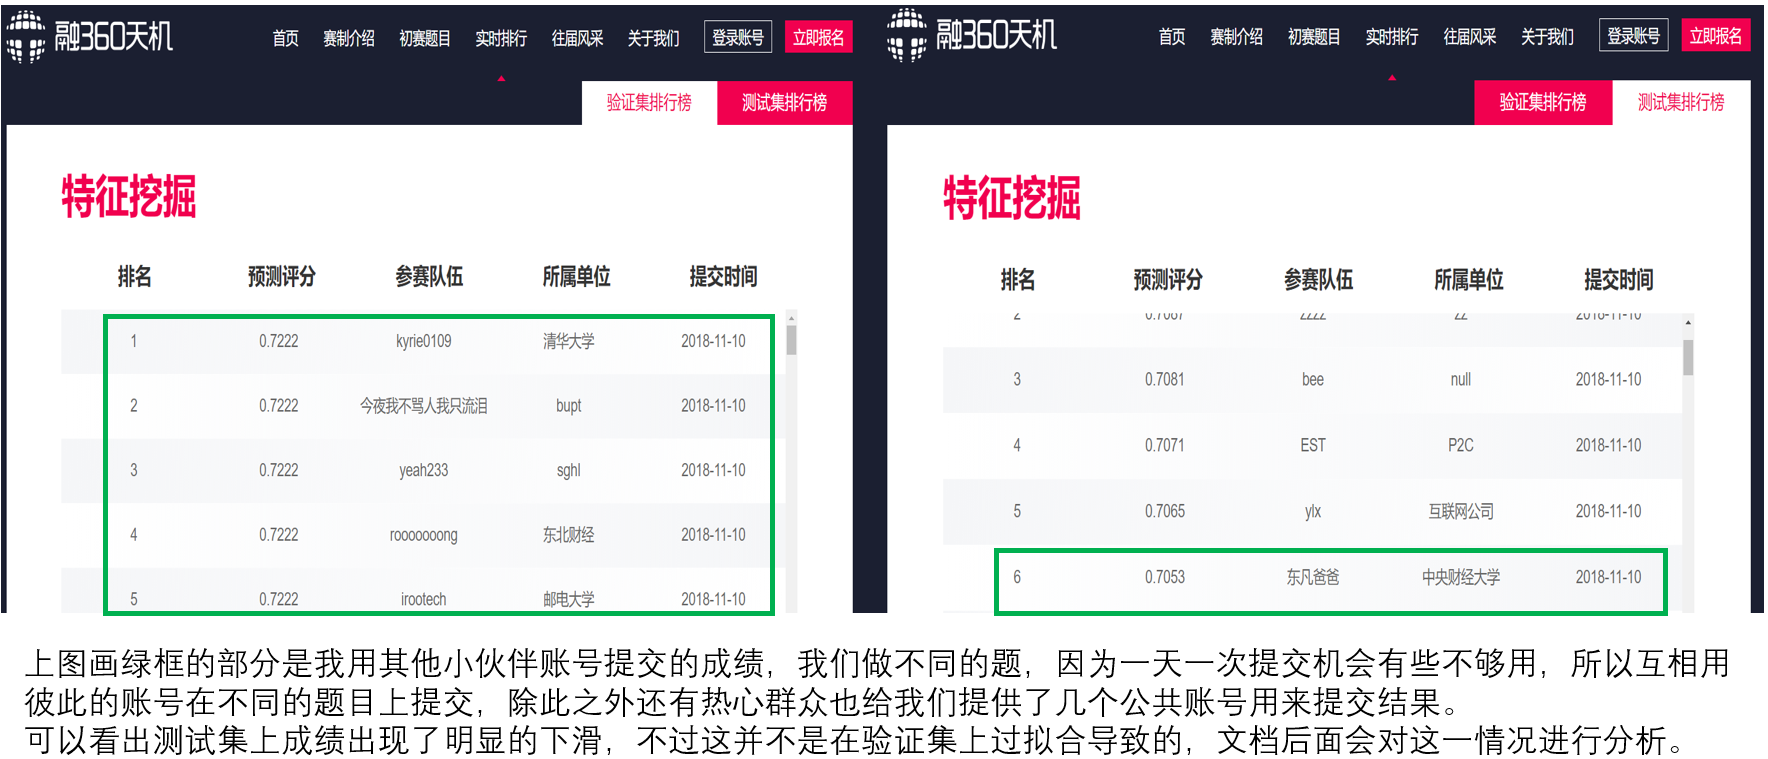 融360天机
首页 赛制介绍 初赛题目 实时排行 往届风采 关于我们 登录账号 立即报名
验证集排行榜 测试集排行榜
特征挖掘
排名 预测评分 参赛队伍 所属单位 提交时间
1 0.7222 kyrie0109 清华大学 2018-11-10
2 0.7222 今夜我不骂人我只流泪 bupt 2018-11-10
3 0.7222 yeah233 sghl 2018-11-10
4 0.7222 rooooooong 东北财经 2018-11-10
5 0.7222 irootech 邮电大学 2018-11-10
融360天机
首页 赛制介绍 初赛题目 实时排行 往届风采 关于我们 登录账号 立即报名
验证集排行榜 测试集排行榜
特征挖掘
排名 预测评分 参赛队伍 所属单位 提交时间
2 0.7087 zzzz zz 2018-11-10
3 0.7081 bee null 2018-11-10
4 0.7071 EST P2C 2018-11-10
5 0.7065 ylx 互联网公司 2018-11-10
6 0.7053 东凡爸爸 中央财经大学 2018-11-10
上图画绿框的部分是我用其他小伙伴账号提交的成绩，我们做不同的题，因为一天一次提交机会有些不够用，所以互相用
彼此的账号在不同的题目上提交，除此之外还有热心群众也给我们提供了几个公共账号用来提交结果。
可以看出测试集上成绩出现了明显的下滑，不过这并不是在验证集上过拟合导致的，文档后面会对这一情况进行分析。